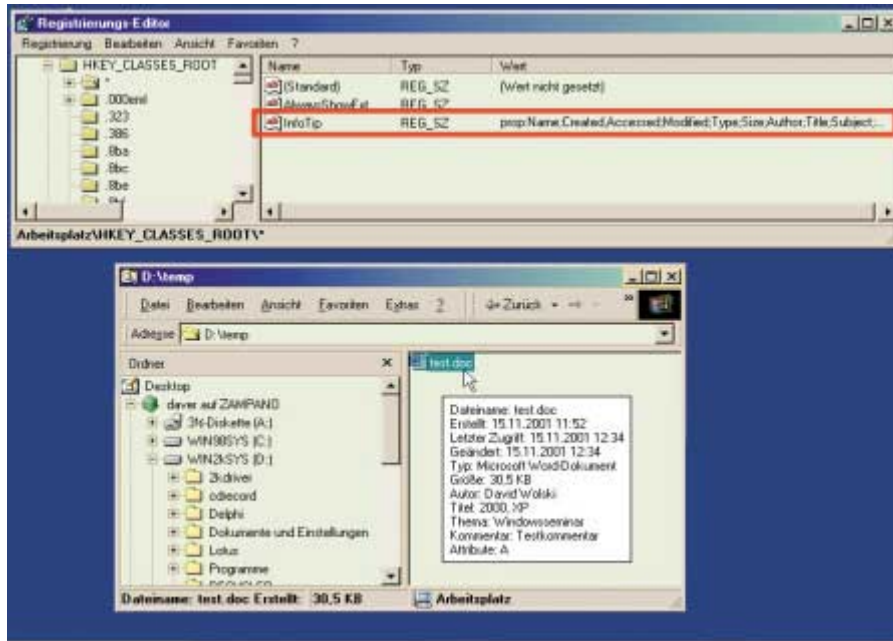 Registrierungs-Editor
Registrierung Bearbeiten Ansicht Favoriten ?
HKEY_CLASSES_ROOT
*
.000eml
.323
.386
.8ba
.8bc
.8be
Name Typ Wert
(Standard) REG_SZ (Wert nicht gesetzt)
AlwaysShowExt REG_SZ
InfoTip REG_SZ prop:Name;Created;Accessed;Modified;Type;Size;Author;Title;Subject;...
Arbeitsplatz\HKEY_CLASSES_ROOT\*
D:\temp
Datei Bearbeiten Ansicht Favoriten Extras ? Zurück »
Adresse D:\temp
Ordner
Desktop
daver auf ZAMPANO
3½-Diskette (A:)
WIN98SYS (C:)
WIN2kSYS (D:)
2kdriver
cdrecord
Delphi
Dokumente und Einstellungen
Lotus
Programme
RECYCLER
test.doc
Dateiname: test.doc
Erstellt: 15.11.2001 11:52
Letzter Zugriff: 15.11.2001 12:34
Geändert: 15.11.2001 12:34
Typ: Microsoft Word-Dokument
Größe: 30,5 KB
Autor: David Wolski
Titel: 2000, XP
Thema: Windowsseminar
Kommentar: Testkommentar
Attribute: A
Dateiname: test.doc Erstellt: 30,5 KB Arbeitsplatz